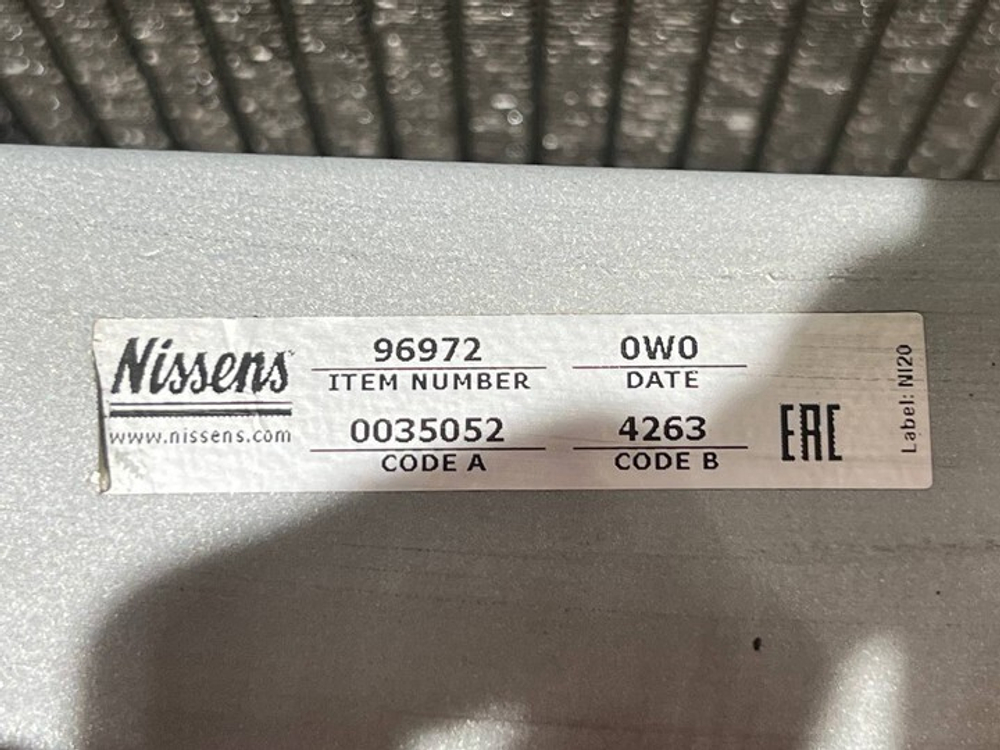 Nissens
www.nissens.com
96972
ITEM NUMBER
0W0
DATE
0035052
CODE A
4263
CODE B
EAC
Label: NI20